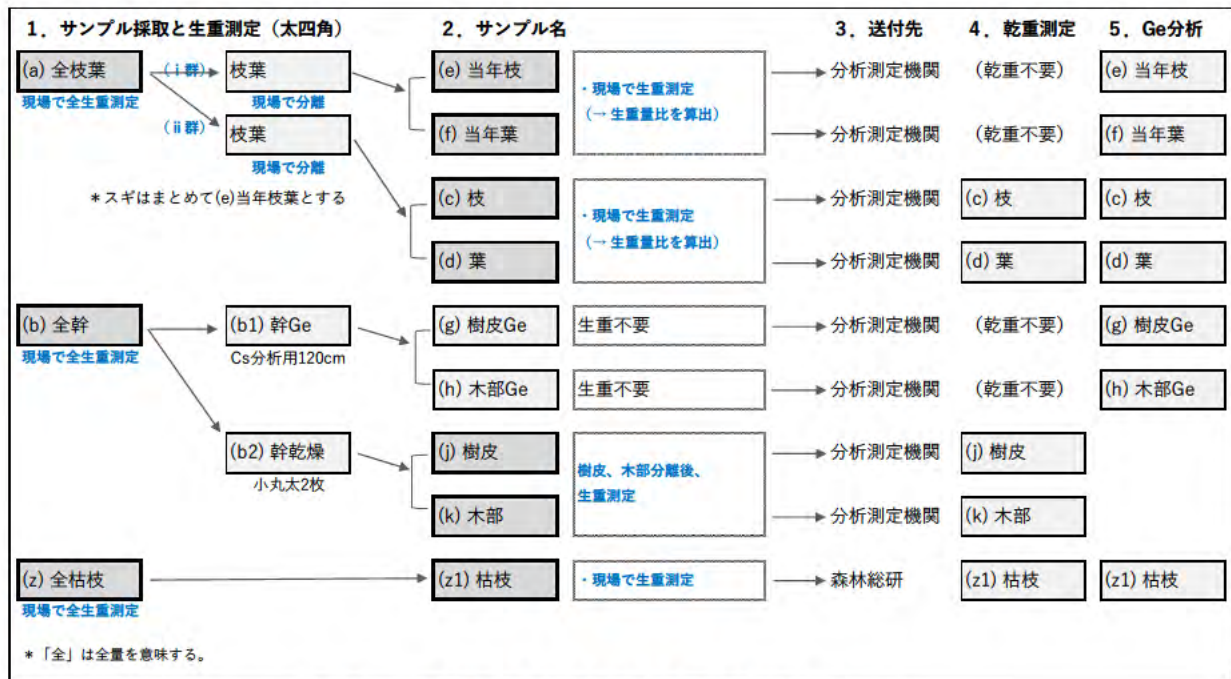 1．サンプル採取と生重測定（太四角）
2．サンプル名
3．送付先
4．乾重測定
5．Ge分析
(a) 全枝葉
現場で全生重測定
(ⅰ群)
枝葉
現場で分離
(ⅱ群)
枝葉
現場で分離
＊スギはまとめて(e)当年枝葉とする
(e) 当年枝
(f) 当年葉
・現場で生重測定
(→ 生重量比を算出)
分析測定機関
(乾重不要)
(e) 当年枝
分析測定機関
(乾重不要)
(f) 当年葉
(c) 枝
(d) 葉
・現場で生重測定
(→ 生重量比を算出)
分析測定機関
(c) 枝
(c) 枝
分析測定機関
(d) 葉
(d) 葉
(b) 全幹
現場で全生重測定
(b1) 幹Ge
Cs分析用120cm
(g) 樹皮Ge
生重不要
分析測定機関
(乾重不要)
(g) 樹皮Ge
(h) 木部Ge
生重不要
分析測定機関
(乾重不要)
(h) 木部Ge
(b2) 幹乾燥
小丸太2枚
(j) 樹皮
(k) 木部
樹皮、木部分離後、
生重測定
分析測定機関
(j) 樹皮
分析測定機関
(k) 木部
(z) 全枯枝
現場で全生重測定
(z1) 枯枝
・現場で生重測定
森林総研
(z1) 枯枝
(z1) 枯枝
＊「全」は全量を意味する。